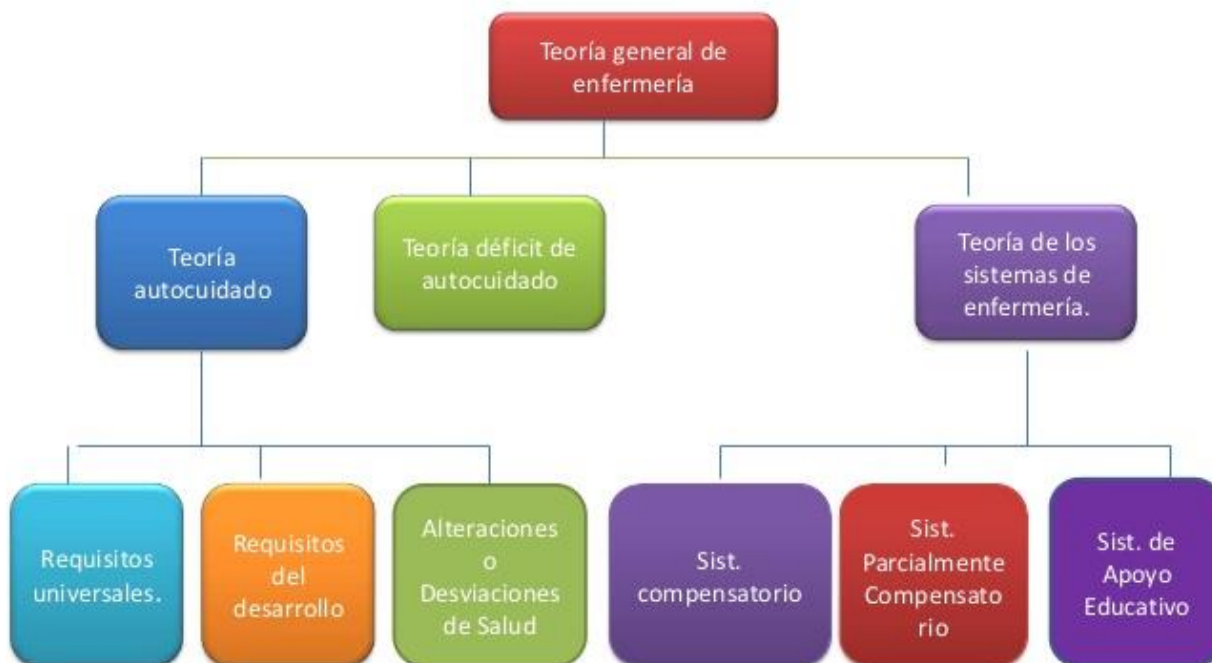 Teoría general de
enfermería
Teoría
autocuidado
Teoría déficit de
autocuidado
Teoría de los
sistemas de
enfermería.
Requisitos
universales.
Requisitos
del
desarrollo
Alteraciones
o
Desviaciones
de Salud
Sist.
compensatorio
Sist.
Parcialmente
Compensato
rio
Sist. de
Apoyo
Educativo